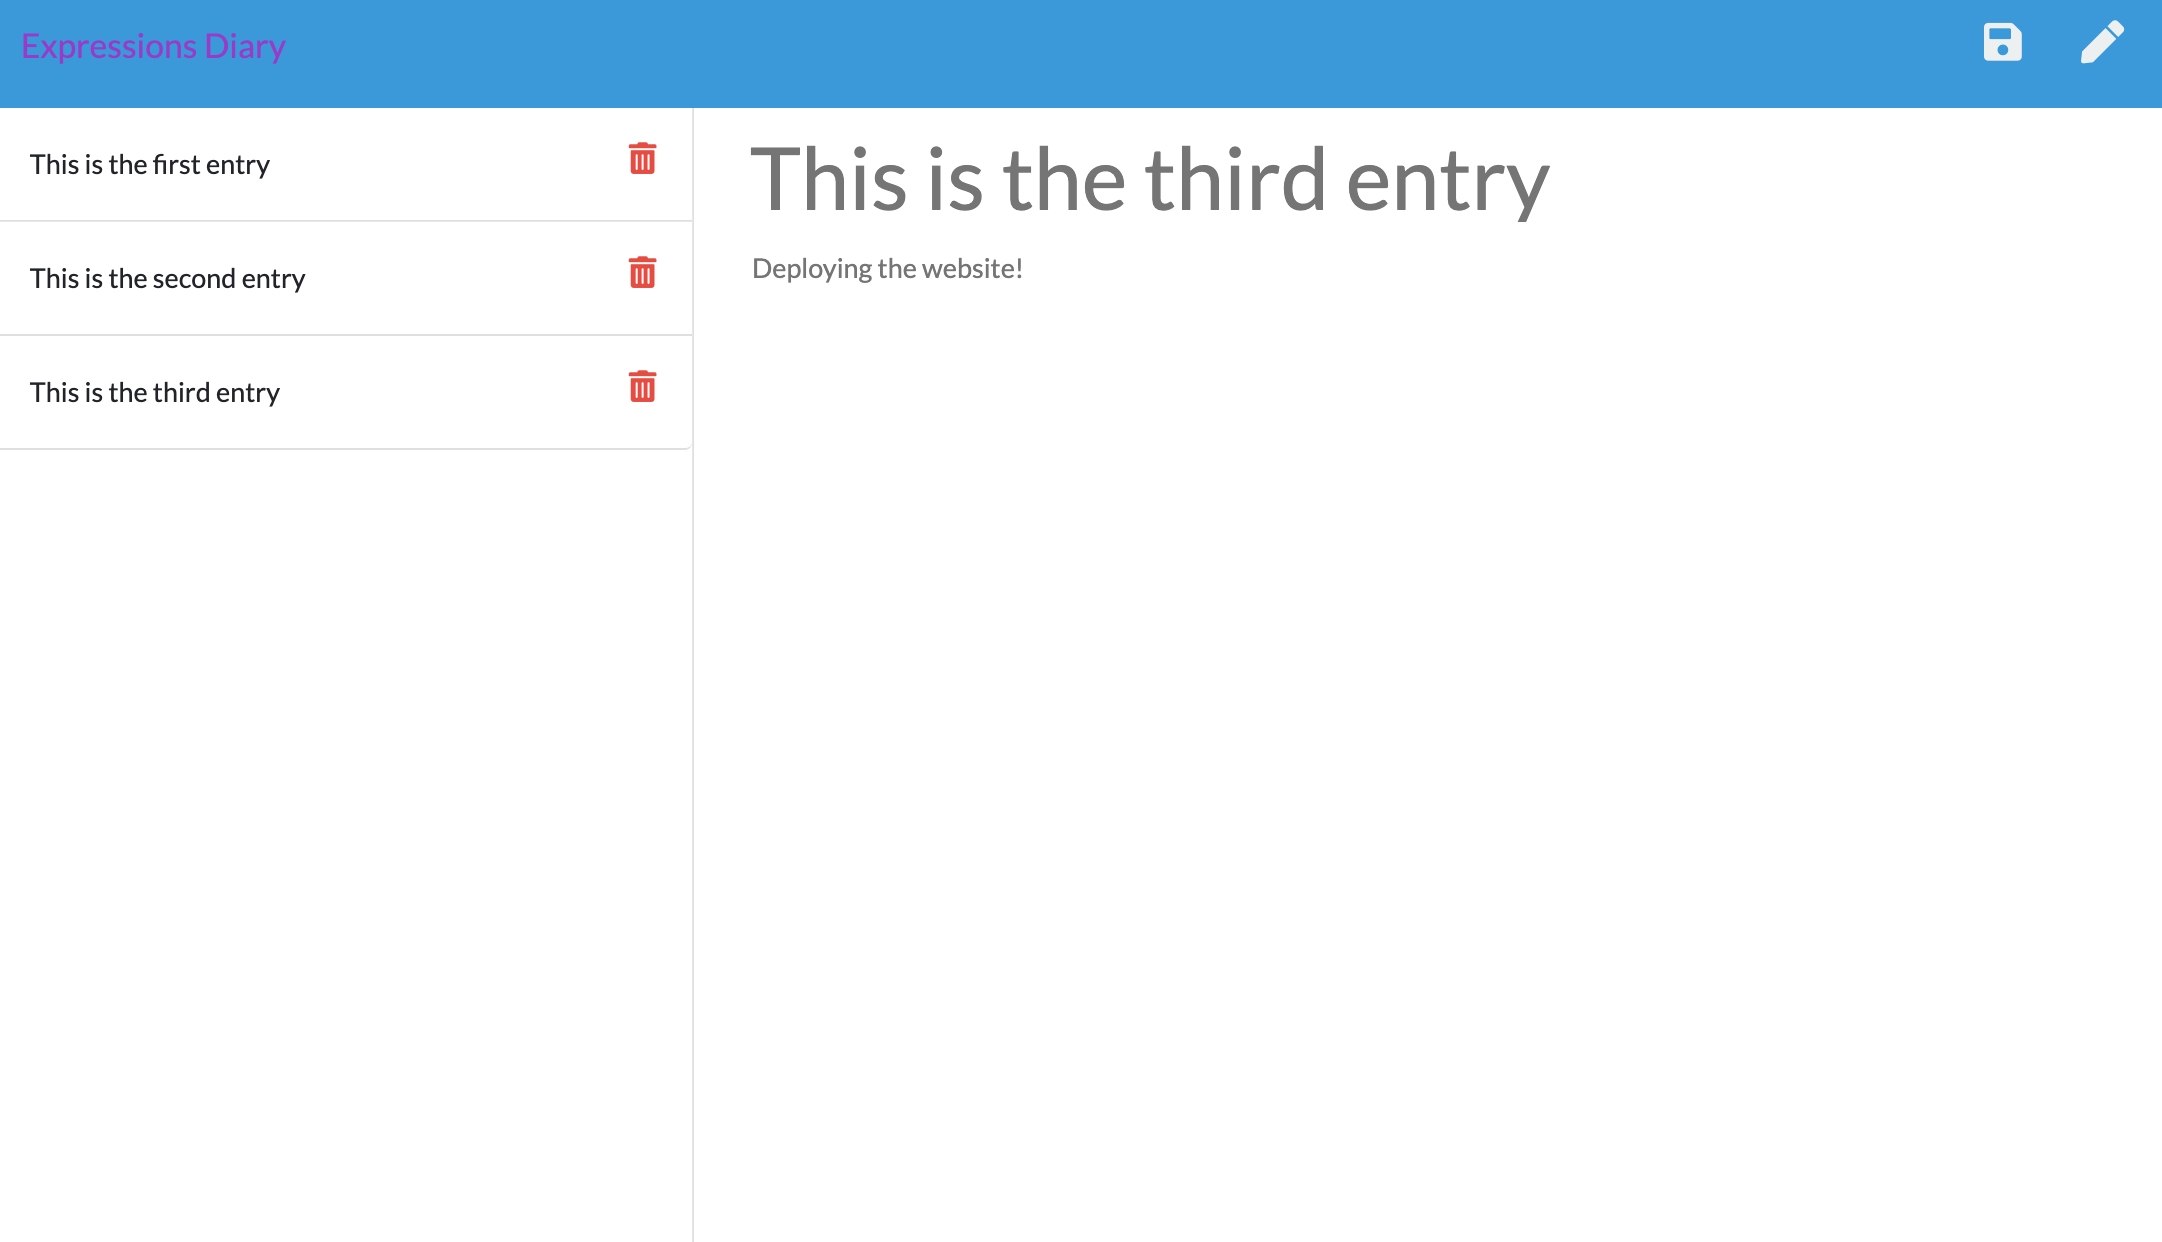 Expressions Diary
This is the first entry
This is the second entry
This is the third entry
This is the third entry
Deploying the website!